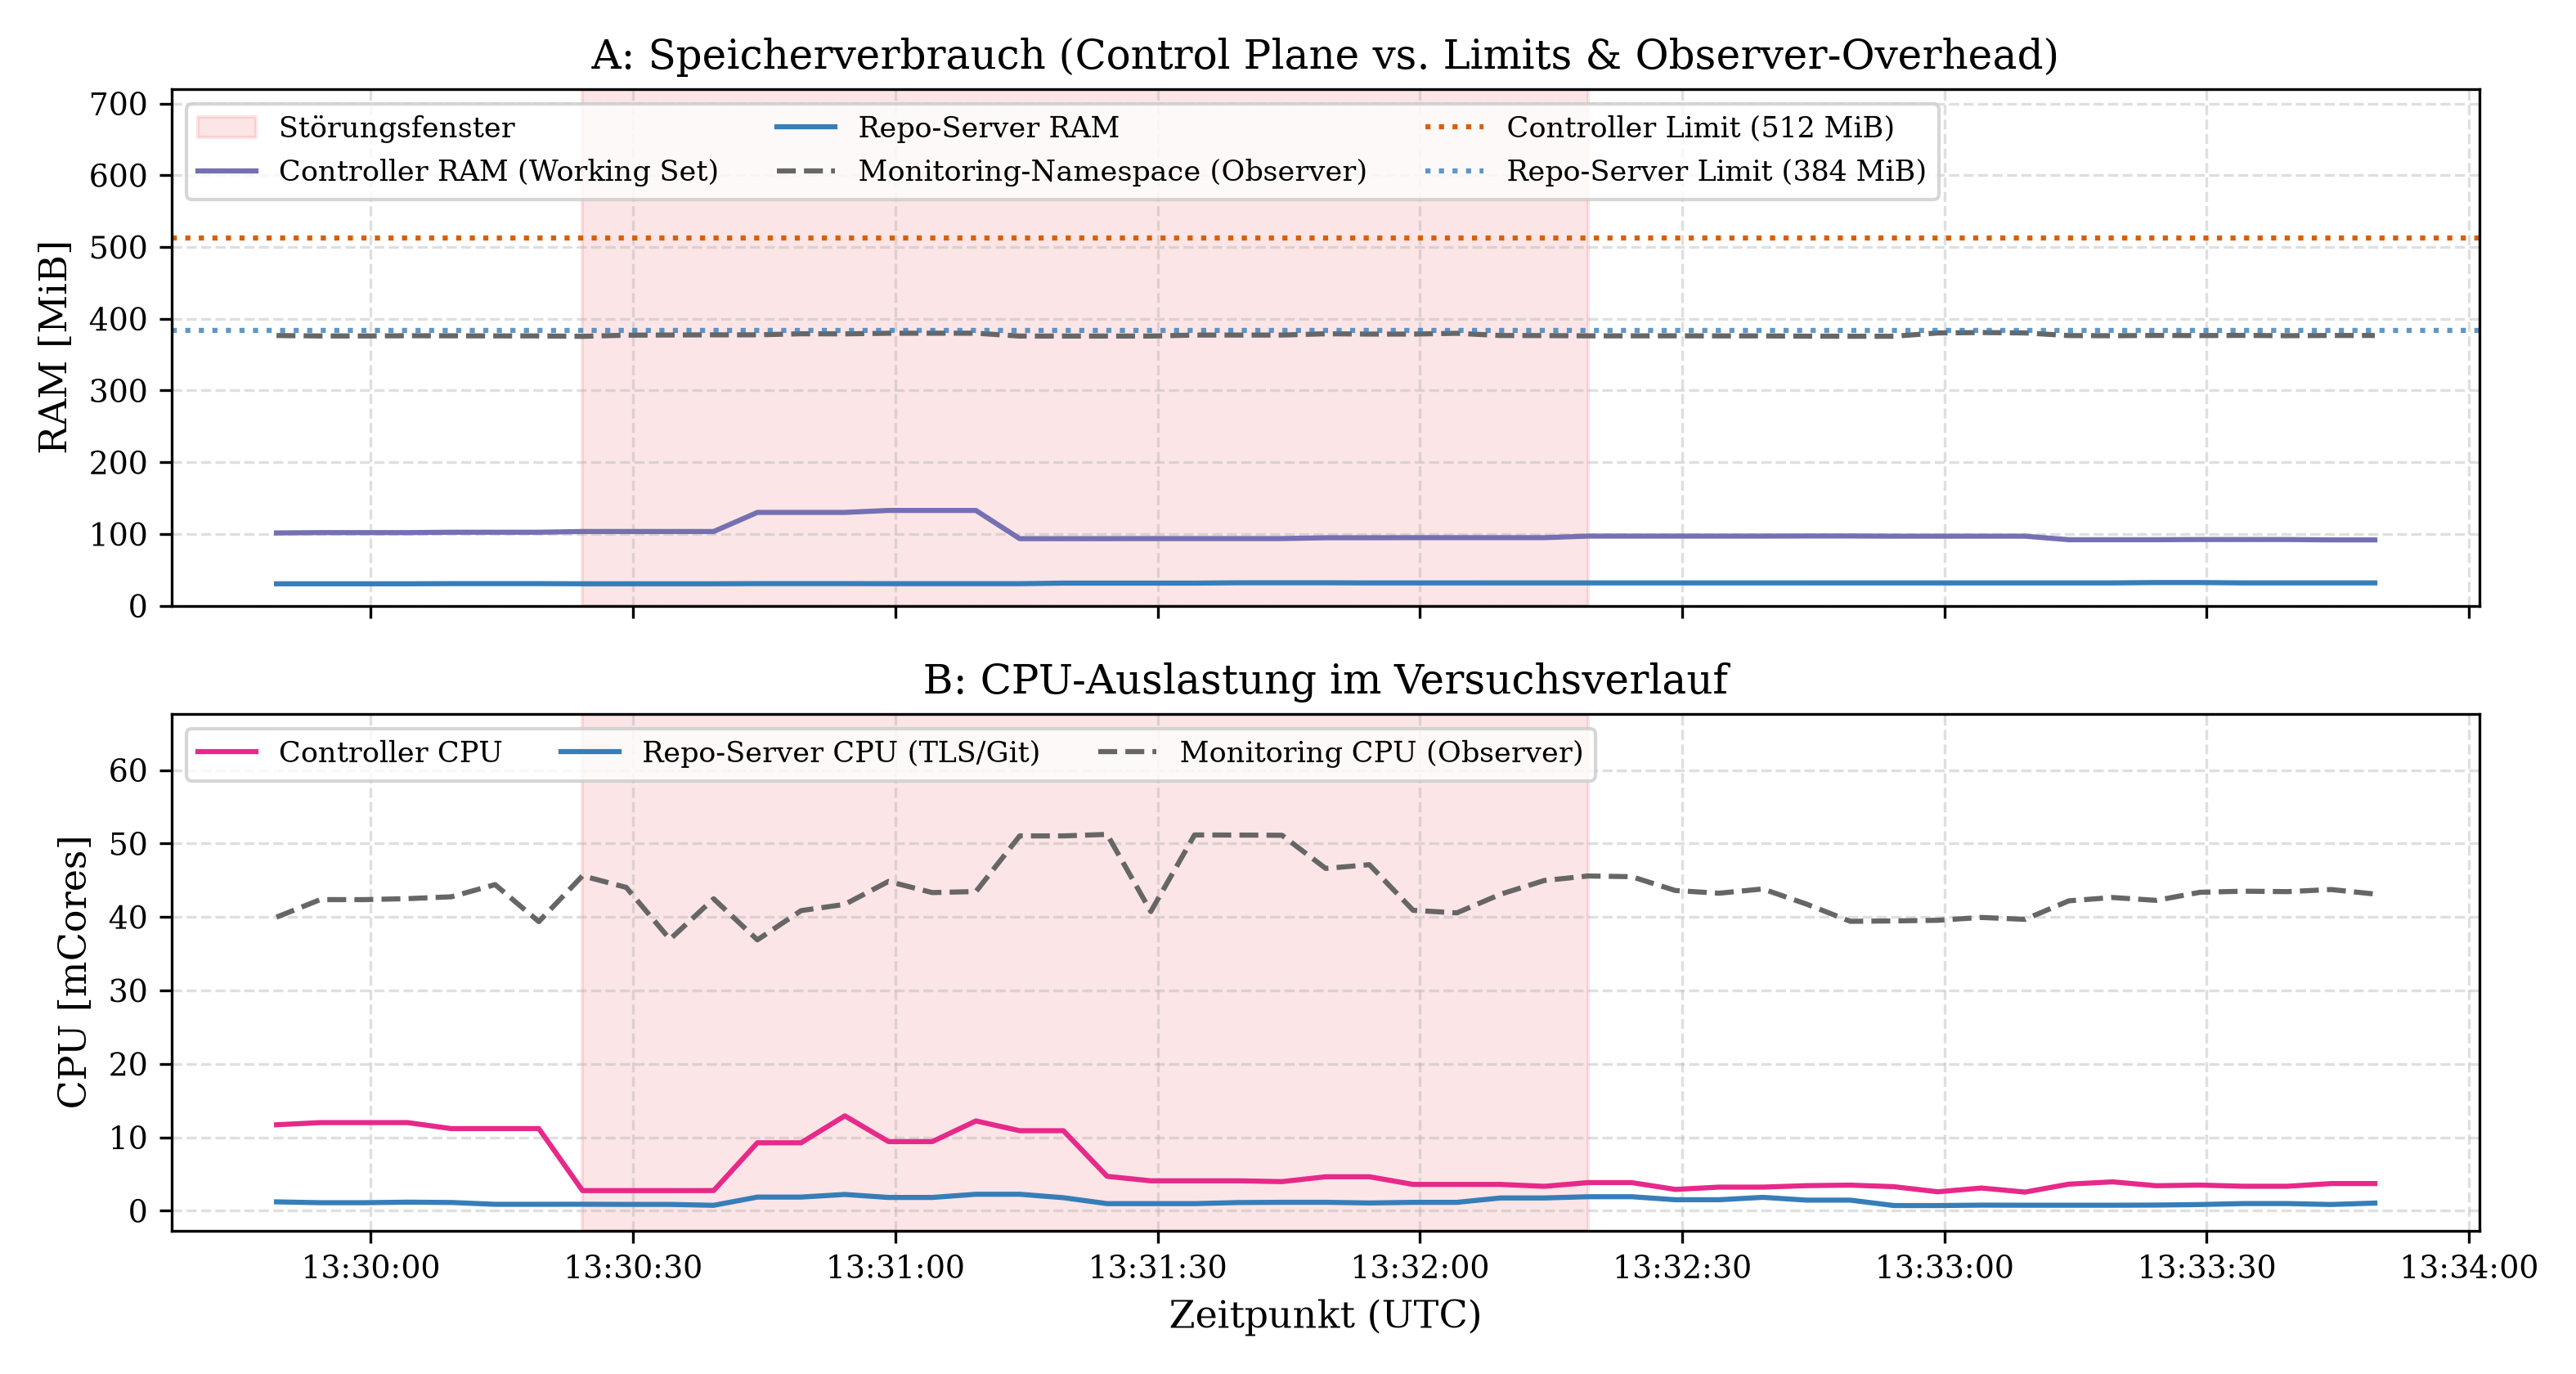 A: Speicherverbrauch (Control Plane vs. Limits & Observer-Overhead)
700
600
500
400
300
200
100
0
RAM [MiB]
Störungsfenster
Controller RAM (Working Set)
Repo-Server RAM
Monitoring-Namespace (Observer)
Controller Limit (512 MiB)
Repo-Server Limit (384 MiB)
B: CPU-Auslastung im Versuchsverlauf
60
50
40
30
20
10
0
CPU [mCores]
Controller CPU
Repo-Server CPU (TLS/Git)
Monitoring CPU (Observer)
13:30:00
13:30:30
13:31:00
13:31:30
13:32:00
13:32:30
13:33:00
13:33:30
13:34:00
Zeitpunkt (UTC)